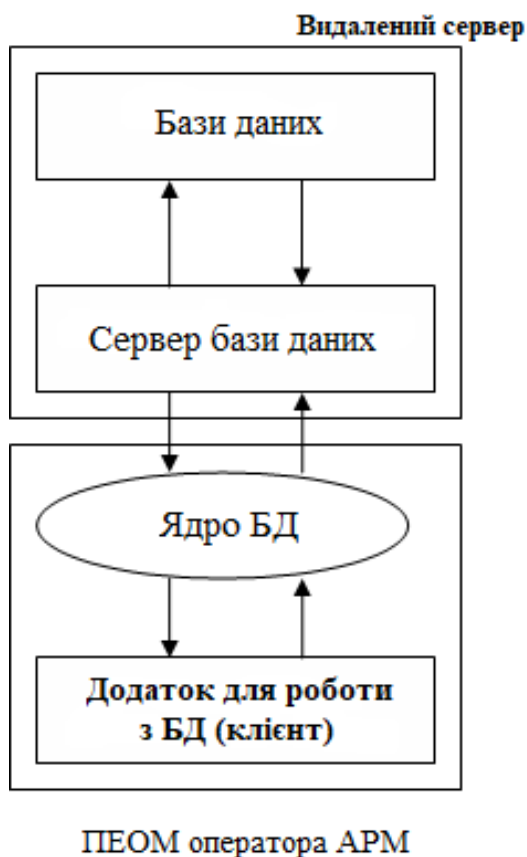 Видалений сервер
Бази даних
Сервер бази даних
Ядро БД
Додаток для роботи
з БД (клієнт)
ПЕОМ оператора АРМ